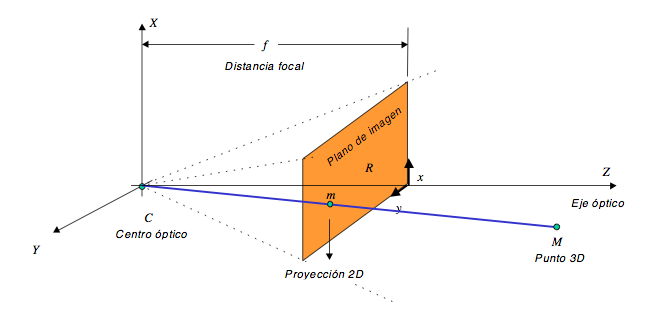 X
f
Distancia focal
Plano de imagen
R
x
Z
m
y
Eje óptico
C
Centro óptico
Y
M
Punto 3D
Proyección 2D